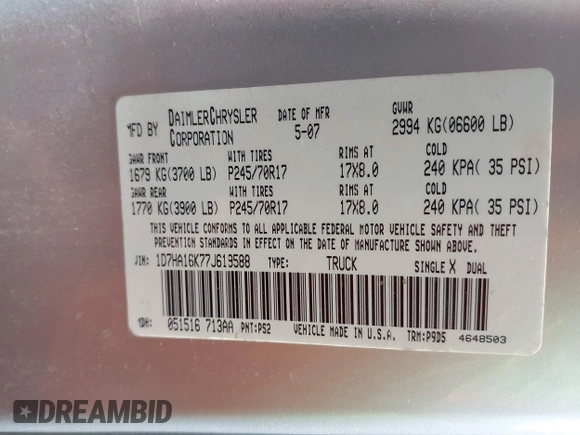 MFD BY DAIMLERCHRYSLER CORPORATION
DATE OF MFR 5-07
GVWR 2994 KG(06600 LB)
GAWR FRONT WITH TIRES RIMS AT COLD
1679 KG(3700 LB) P245/70R17 17X8.0 240 KPA( 35 PSI)
GAWR REAR WITH TIRES RIMS AT COLD
1770 KG(3900 LB) P245/70R17 17X8.0 240 KPA( 35 PSI)
THIS VEHICLE CONFORMS TO ALL APPLICABLE FEDERAL MOTOR VEHICLE SAFETY AND THEFT
PREVENTION STANDARDS IN EFFECT ON THE DATE OF MANUFACTURE SHOWN ABOVE.
VIN: 1D7HA16K77J619588 TYPE: TRUCK SINGLE X DUAL
MDH: 051516 713AA PNT:PS2 VEHICLE MADE IN U.S.A. TRM:P9D5 4648503
DREAMBID